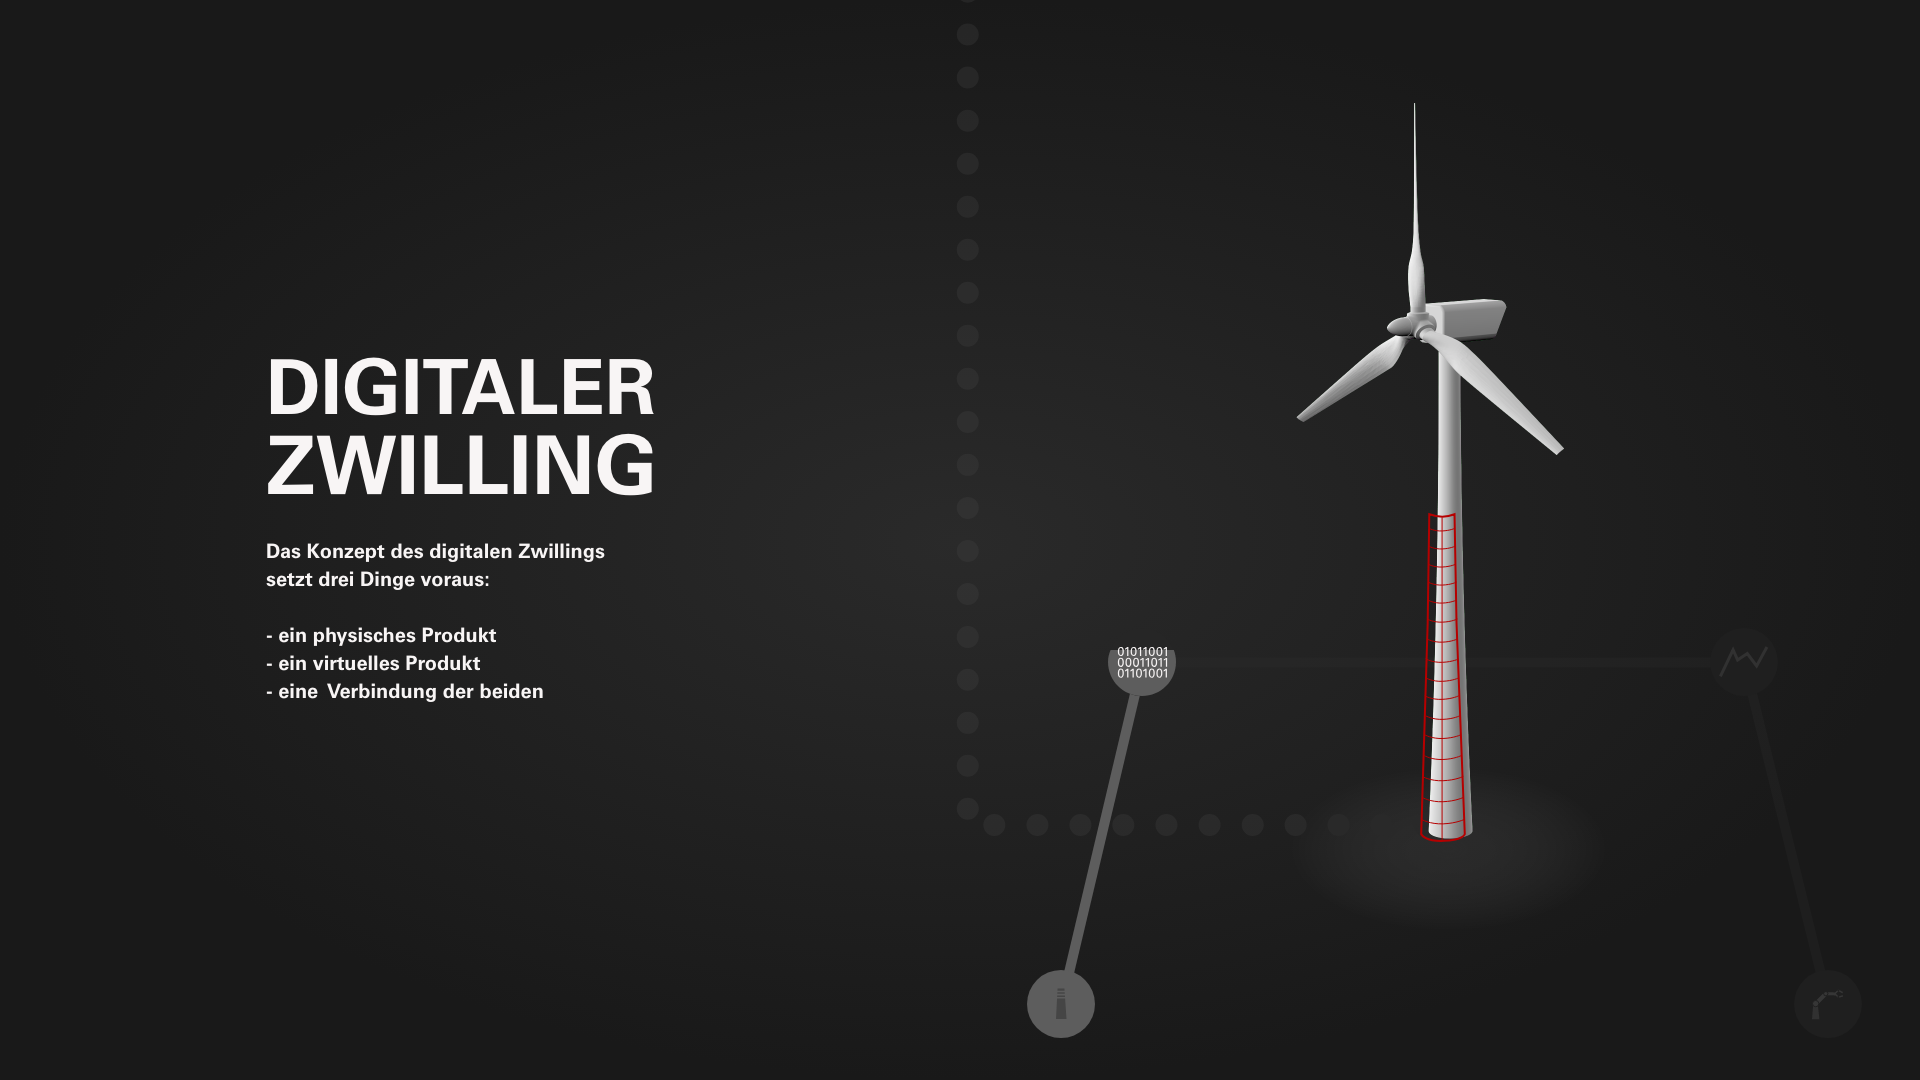 DIGITALER
ZWILLING
Das Konzept des digitalen Zwillings
setzt drei Dinge voraus:
- ein physisches Produkt
- ein virtuelles Produkt
- eine Verbindung der beiden
01011001
00011011
01101001